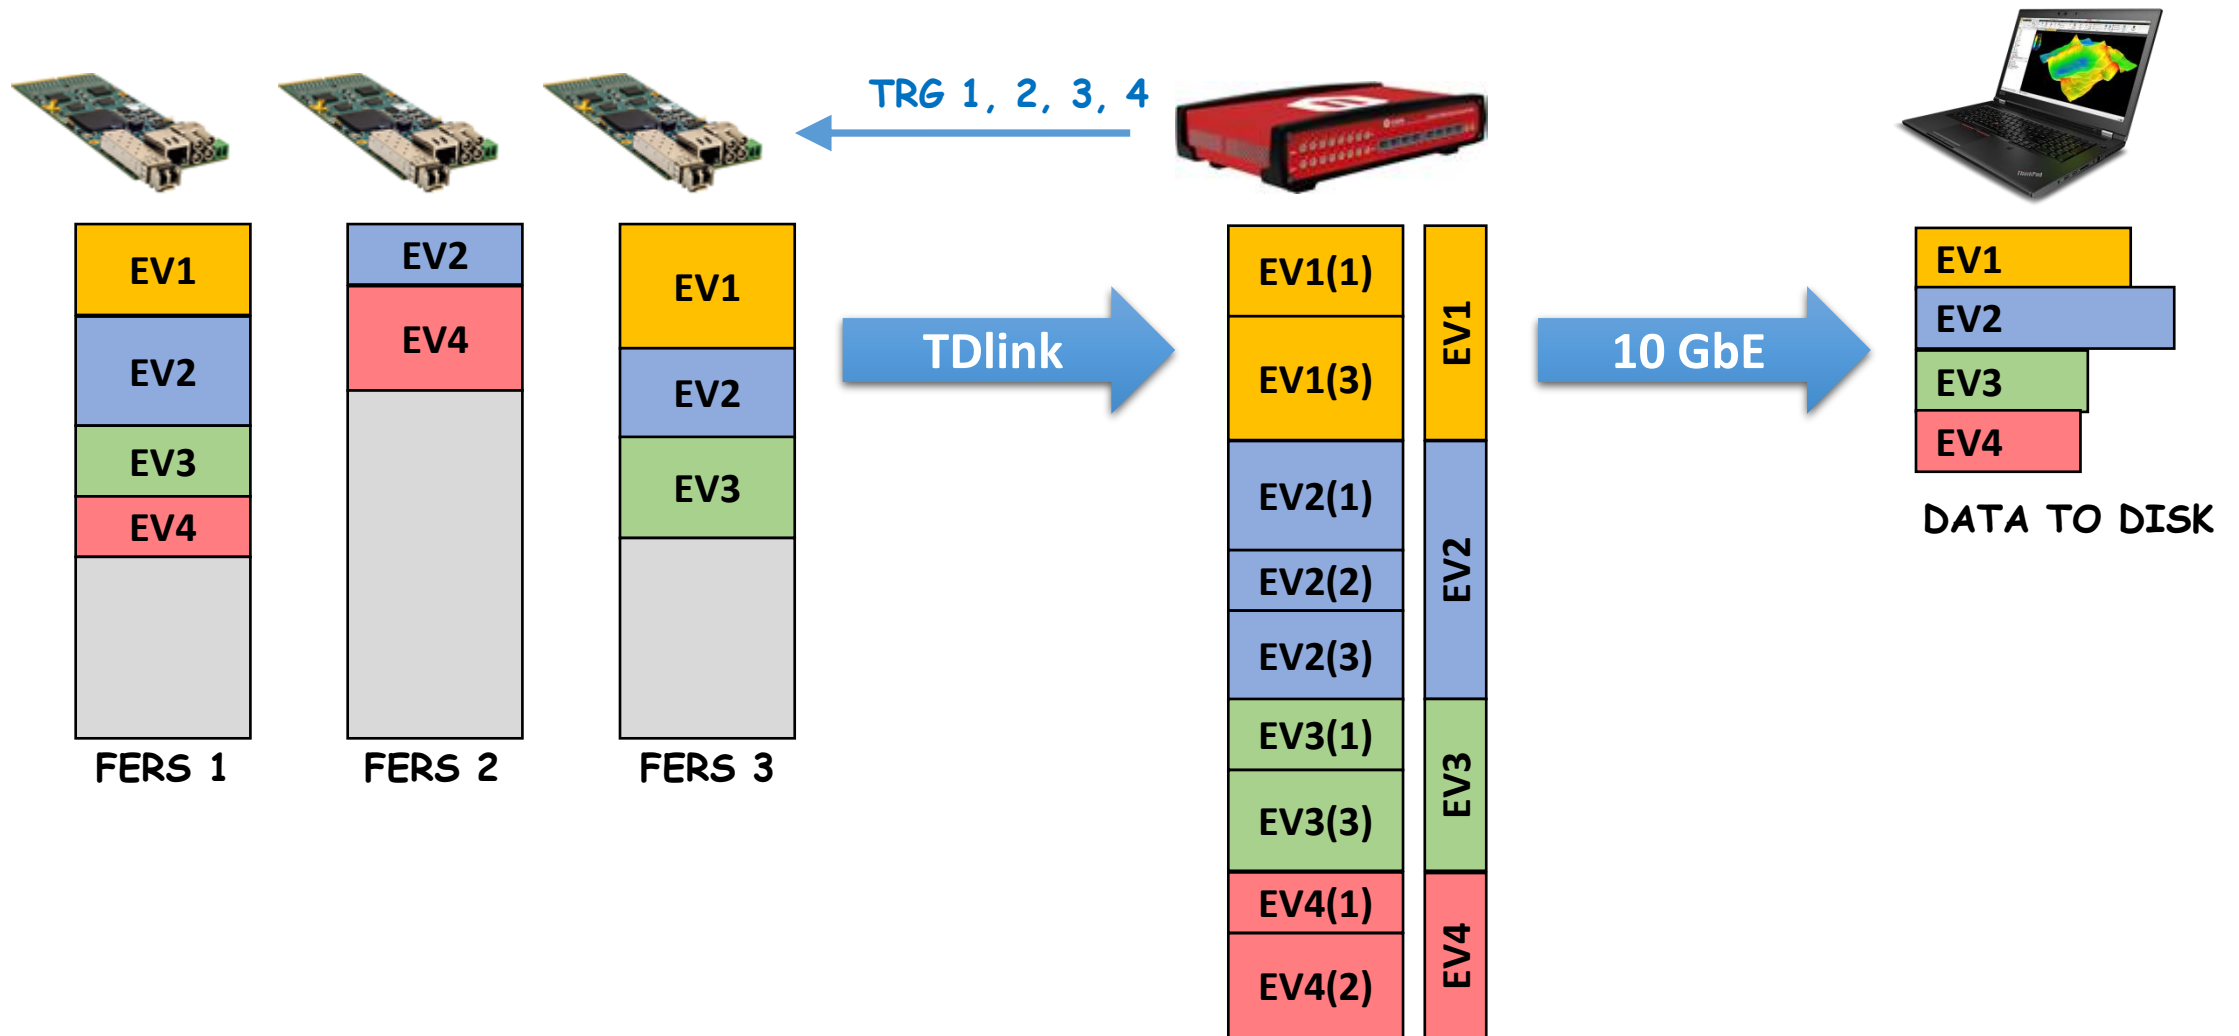 TRG 1, 2, 3, 4
EV1
EV2
EV3
EV4
FERS 1
EV2
EV4
FERS 2
EV1
EV2
EV3
FERS 3
TDlink
EV1(1)
EV1(3)
EV2(1)
EV2(2)
EV2(3)
EV3(1)
EV3(3)
EV4(1)
EV4(2)
EV1
EV2
EV3
EV4
10 GbE
EV1
EV2
EV3
EV4
DATA TO DISK